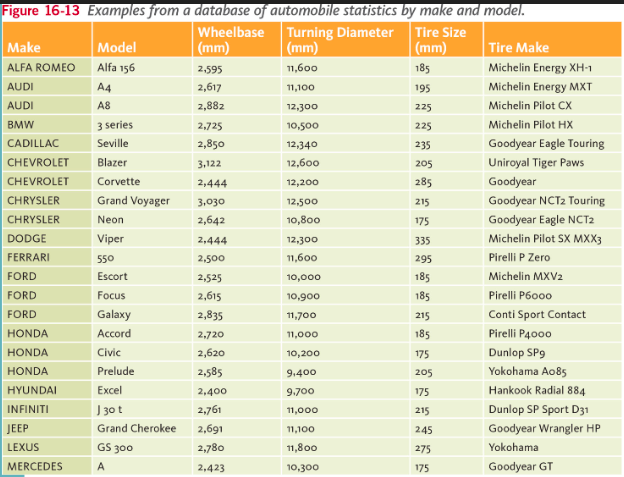 Figure 16-13 Examples from a database of automobile statistics by make and model.
Make Model Wheelbase (mm) Turning Diameter (mm) Tire Size (mm) Tire Make
ALFA ROMEO Alfa 156 2,595 11,600 185 Michelin Energy XH-1
AUDI A4 2,617 11,100 195 Michelin Energy MXT
AUDI A8 2,882 12,300 225 Michelin Pilot CX
BMW 3 series 2,725 10,500 225 Michelin Pilot HX
CADILLAC Seville 2,850 12,340 235 Goodyear Eagle Touring
CHEVROLET Blazer 3,122 12,600 205 Uniroyal Tiger Paws
CHEVROLET Corvette 2,444 12,200 285 Goodyear
CHRYSLER Grand Voyager 3,030 12,500 215 Goodyear NCT2 Touring
CHRYSLER Neon 2,642 10,800 175 Goodyear Eagle NCT2
DODGE Viper 2,444 12,300 335 Michelin Pilot SX MXX3
FERRARI 550 2,500 11,600 295 Pirelli P Zero
FORD Escort 2,525 10,000 185 Michelin MXV2
FORD Focus 2,615 10,900 185 Pirelli P6000
FORD Galaxy 2,835 11,700 215 Conti Sport Contact
HONDA Accord 2,720 11,000 185 Pirelli P4000
HONDA Civic 2,620 10,200 175 Dunlop SP9
HONDA Prelude 2,585 9,400 205 Yokohama A085
HYUNDAI Excel 2,400 9,700 175 Hankook Radial 884
INFINITI J 30 t 2,761 11,000 215 Dunlop SP Sport D31
JEEP Grand Cherokee 2,691 11,100 245 Goodyear Wrangler HP
LEXUS GS 300 2,780 11,800 275 Yokohama
MERCEDES A 2,423 10,300 175 Goodyear GT